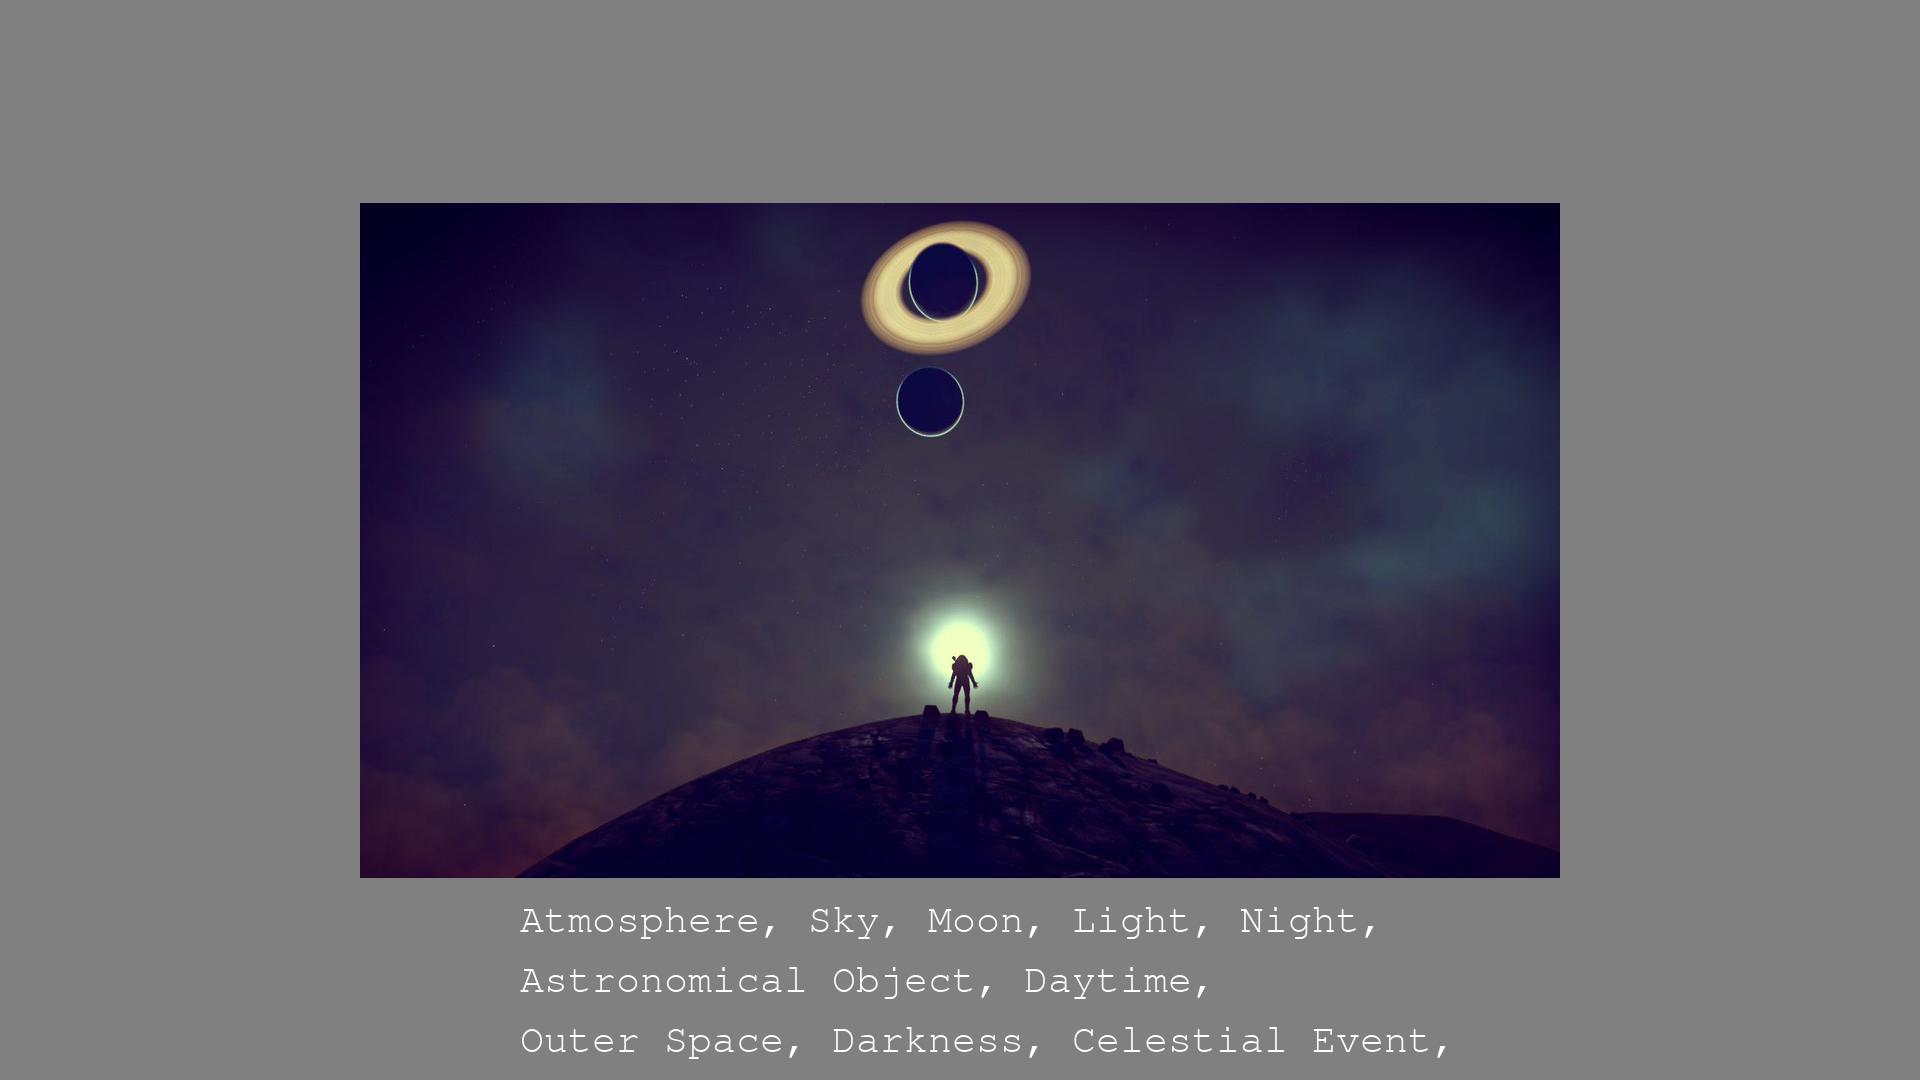 Atmosphere, Sky, Moon, Light, Night,
Astronomical Object, Daytime,
Outer Space, Darkness, Celestial Event,